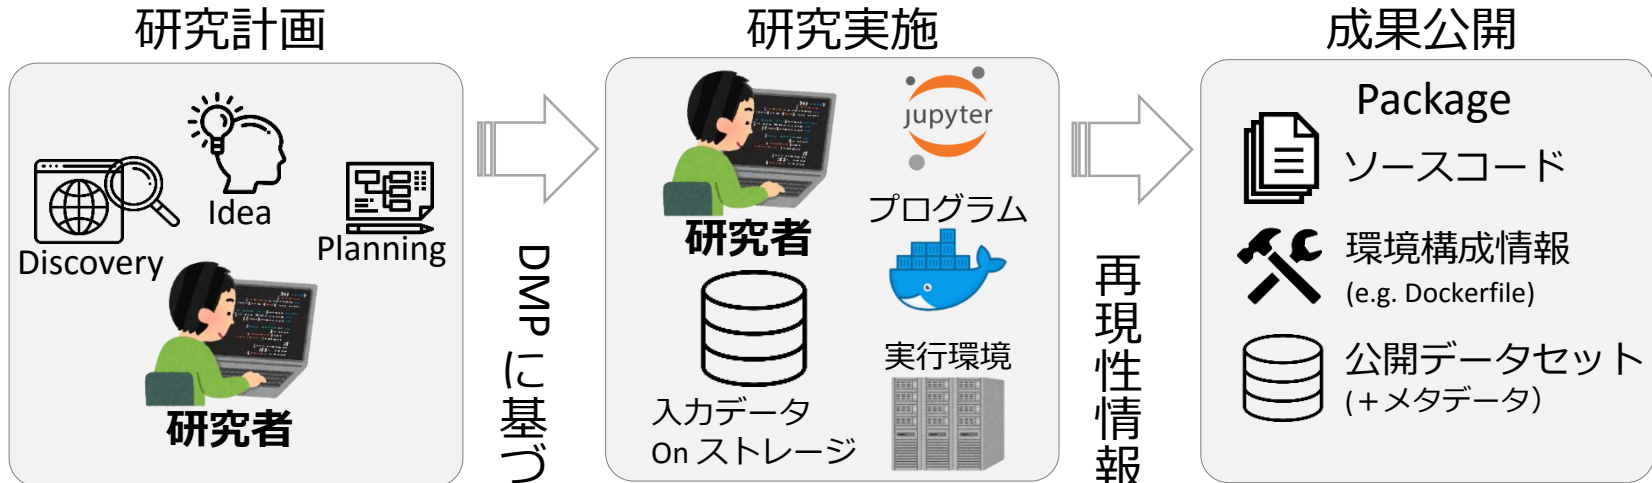 研究計画
Discovery
Idea
Planning
研究者
DMP に基づ
研究実施
研究者
jupyter
プログラム
入力データ
On ストレージ
実行環境
再現性情報
成果公開
Package
ソースコード
環境構成情報
(e.g. Dockerfile)
公開データセット
(＋メタデータ）